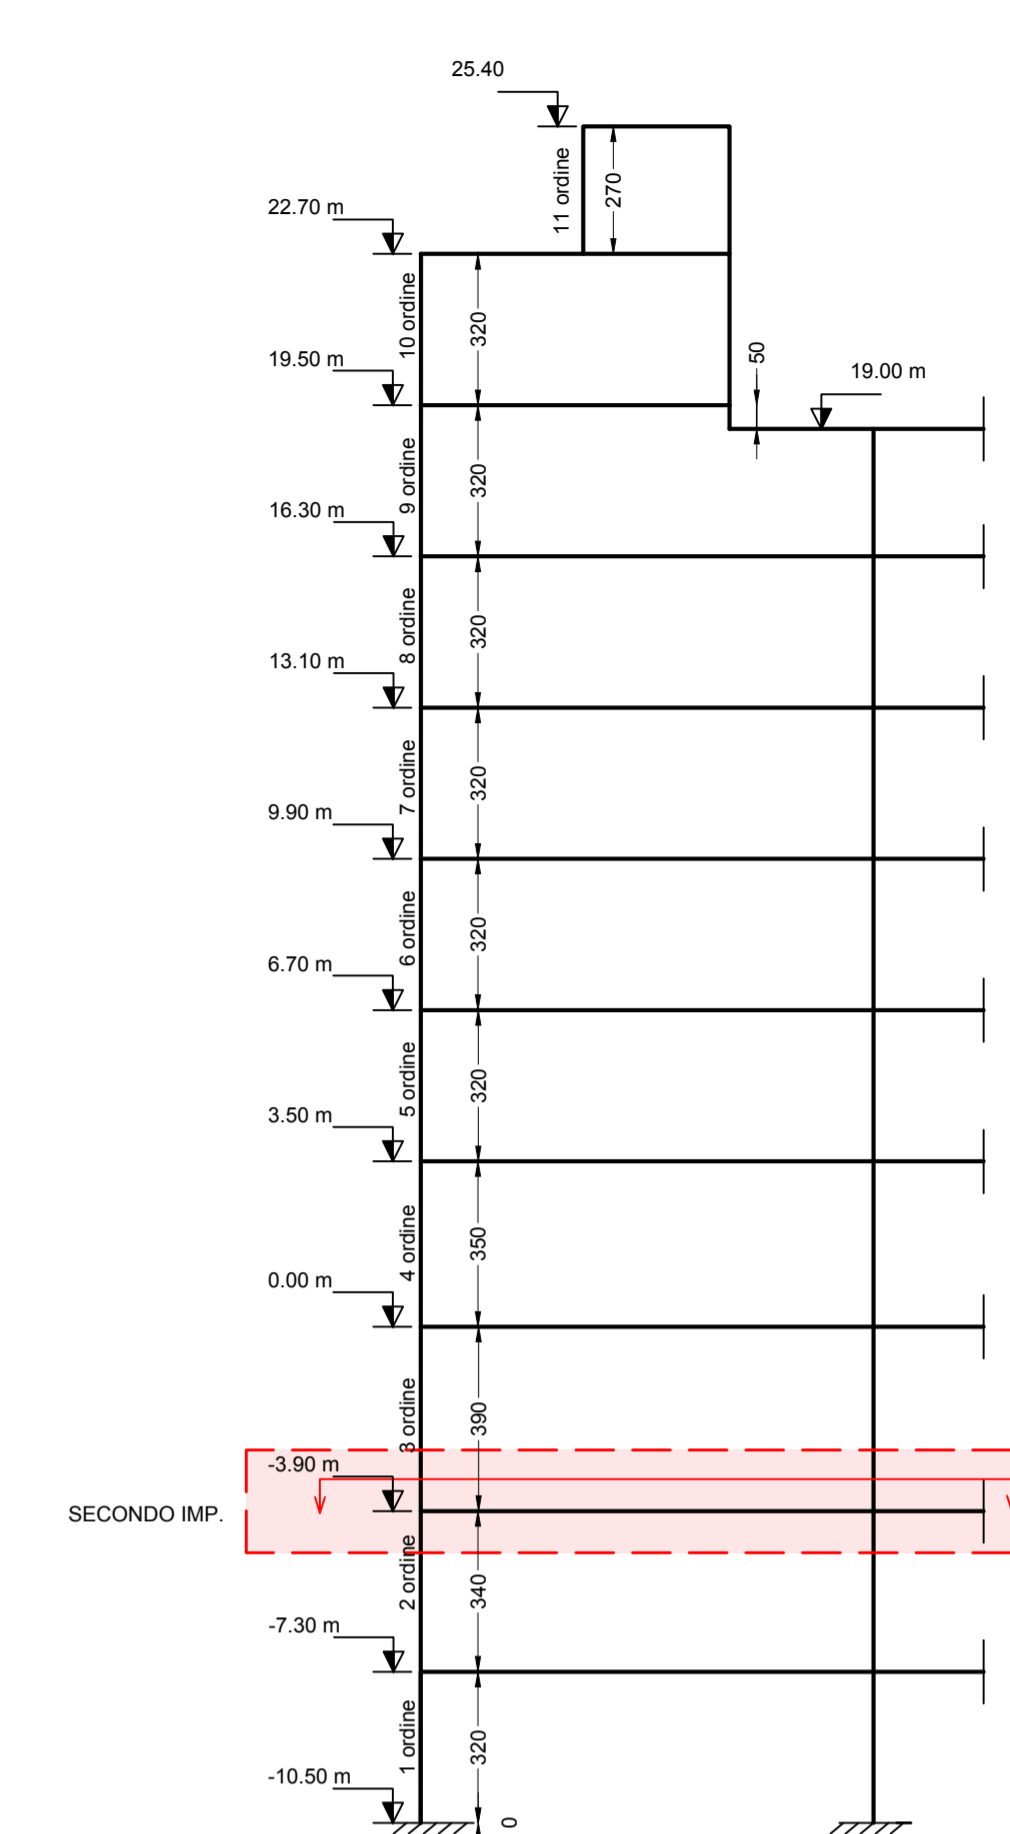 25.40
11 ordine
270
22.70 m
10 ordine
320
19.50 m
50
19.00 m
9 ordine
320
16.30 m
8 ordine
320
13.10 m
7 ordine
320
9.90 m
6 ordine
320
6.70 m
5 ordine
320
3.50 m
4 ordine
350
0.00 m
3 ordine
390
-3.90 m
SECONDO IMP.
2 ordine
340
-7.30 m
1 ordine
320
-10.50 m
0